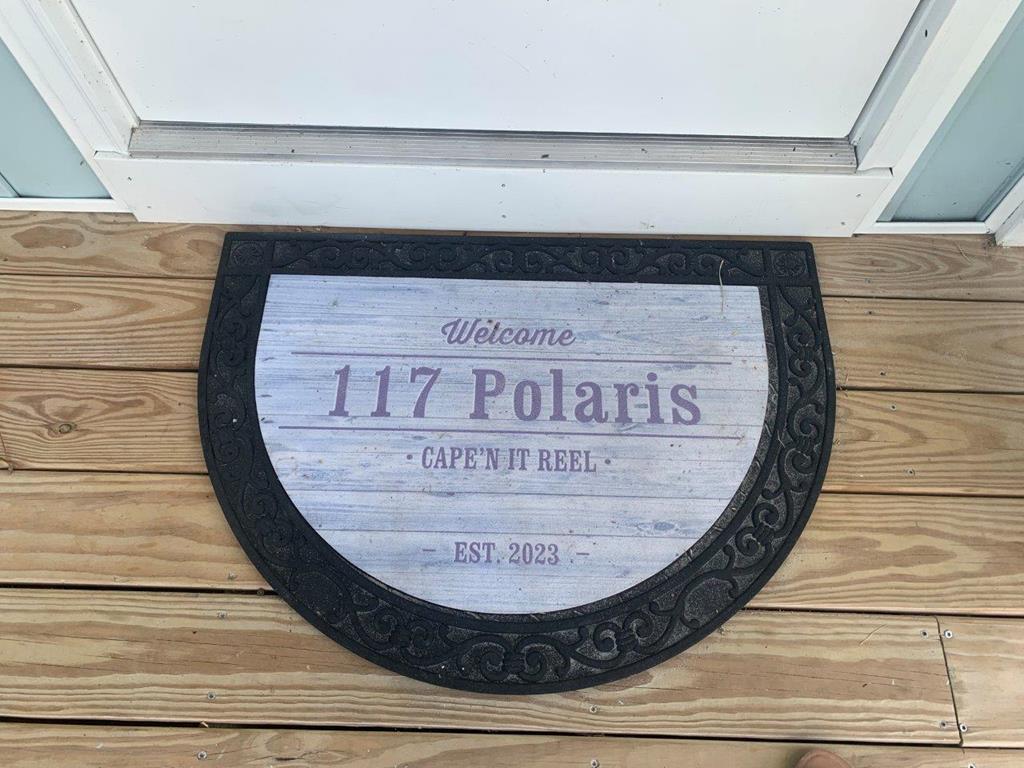 Welcome
117 Polaris
• CAPE'N IT REEL •
– EST. 2023 –